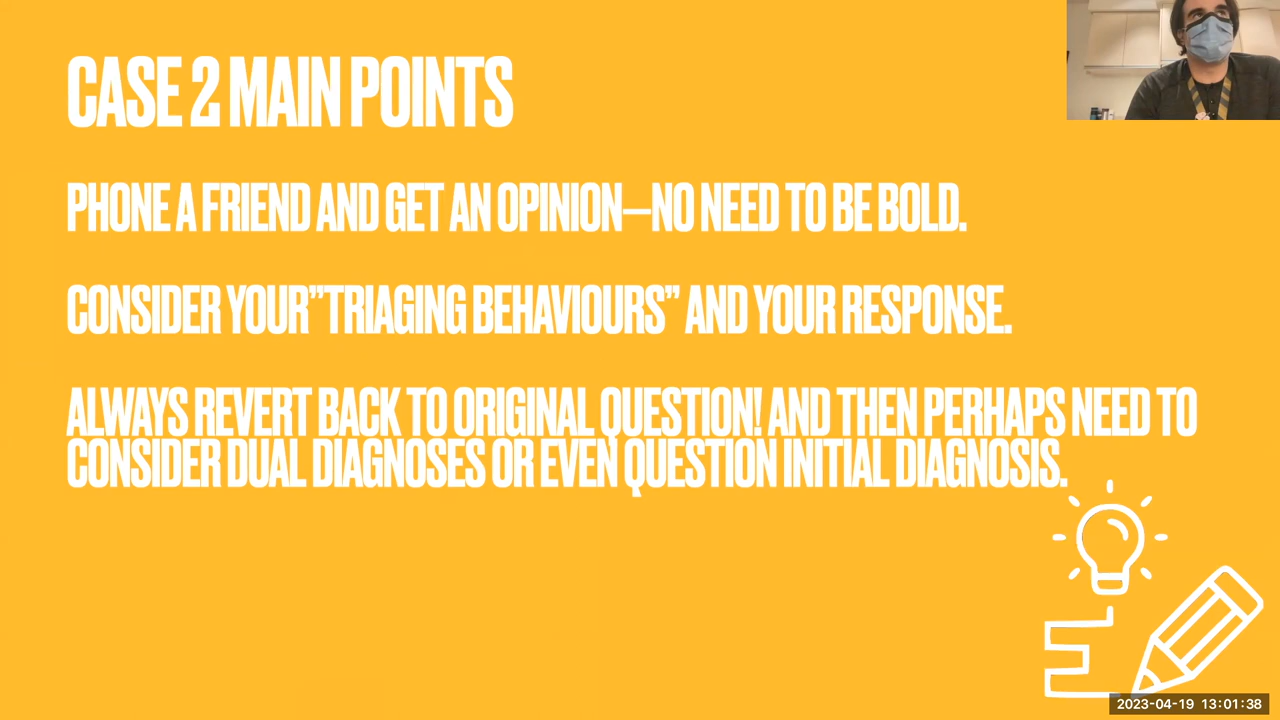 CASE 2 MAIN POINTS
PHONE A FRIEND AND GET AN OPINION—NO NEED TO BE BOLD.
CONSIDER YOUR”TRIAGING BEHAVIOURS” AND YOUR RESPONSE.
ALWAYS REVERT BACK TO ORIGINAL QUESTION! AND THEN PERHAPS NEED TO
CONSIDER DUAL DIAGNOSES OR EVEN QUESTION INITIAL DIAGNOSIS.
2023-04-19 13:01:38